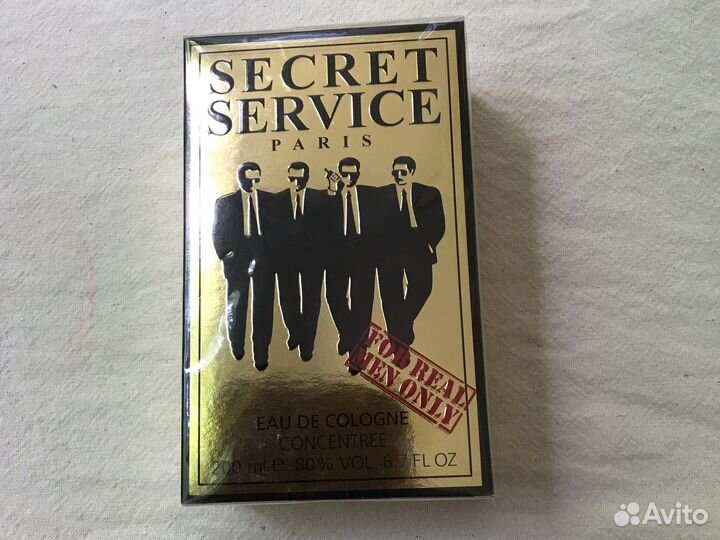 SECRET
SERVICE
PARIS
FOR REAL
MEN ONLY
EAU DE COLOGNE
CONCENTREE
200 ml e 80% VOL. 6.7 FL OZ
Avito